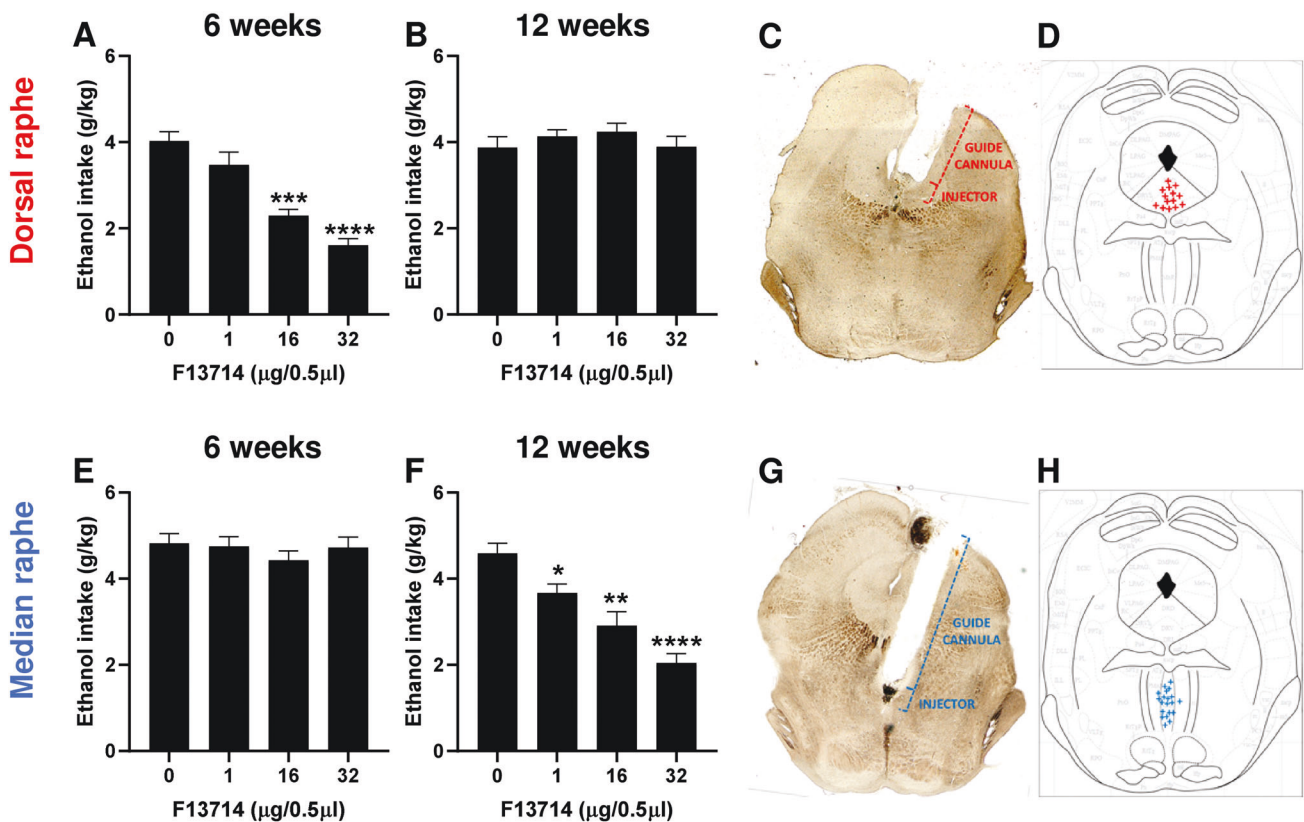 Dorsal raphe
A
6 weeks
Ethanol intake (g/kg)
6
4
2
0
***
****
0 1 16 32
F13714 (μg/0.5μl)
B
12 weeks
Ethanol intake (g/kg)
6
4
2
0
0 1 16 32
F13714 (μg/0.5μl)
C
GUIDE
CANNULA
INJECTOR
D
Median raphe
E
6 weeks
Ethanol intake (g/kg)
6
4
2
0
0 1 16 32
F13714 (μg/0.5μl)
F
12 weeks
Ethanol intake (g/kg)
6
4
2
0
*
**
****
0 1 16 32
F13714 (μg/0.5μl)
G
GUIDE
CANNULA
INJECTOR
H